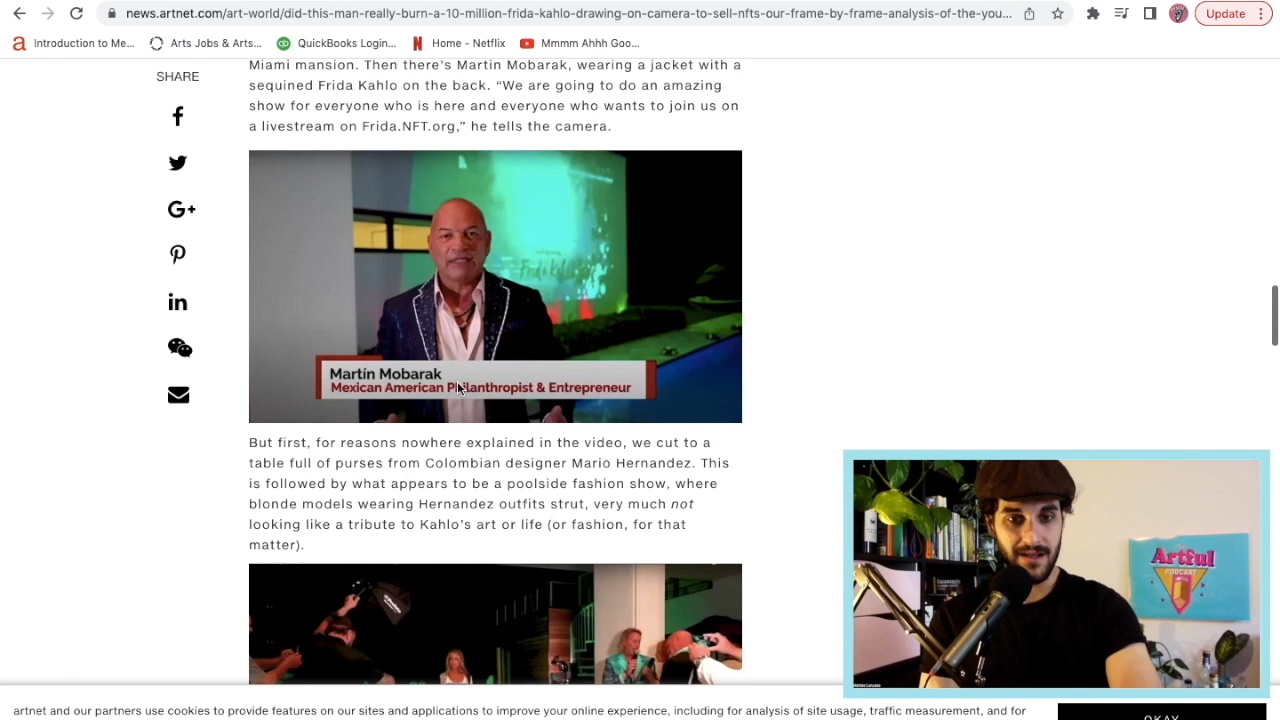 news.artnet.com/art-world/did-this-man-really-burn-a-10-million-frida-kahlo-drawing-on-camera-to-sell-nfts-our-frame-by-frame-analysis-of-the-you...
Update
Introduction to Me...
Arts Jobs & Arts...
QuickBooks Login...
Home - Netflix
Mmmm Ahhh Goo...
SHARE
Miami mansion. Then there's Martin Mobarak, wearing a jacket with a
sequined Frida Kahlo on the back. “We are going to do an amazing
show for everyone who is here and everyone who wants to join us on
a livestream on Frida.NFT.org,” he tells the camera.
Martín Mobarak
Mexican American Philanthropist & Entrepreneur
But first, for reasons nowhere explained in the video, we cut to a
table full of purses from Colombian designer Mario Hernandez. This
is followed by what appears to be a poolside fashion show, where
blonde models wearing Hernandez outfits strut, very much not
looking like a tribute to Kahlo’s art or life (or fashion, for that
matter).
Artful
PODCAST
artnet and our partners use cookies to provide features on our sites and applications to improve your online experience, including for analysis of site usage, traffic measurement, and for
OKAY